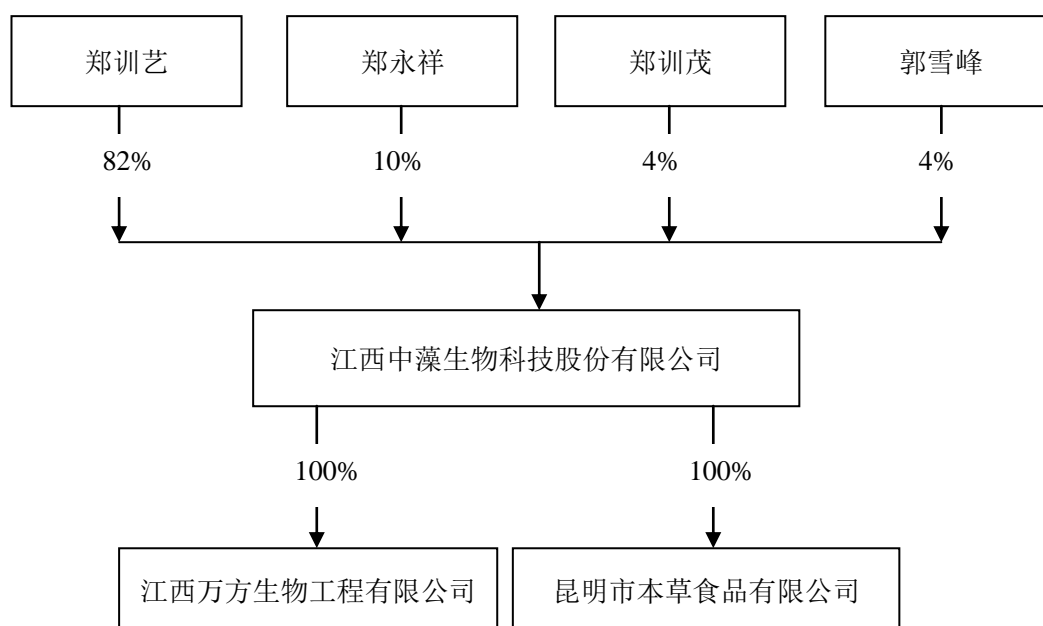 郑训艺
郑永祥
郑训茂
郭雪峰
82%
10%
4%
4%
江西中藻生物科技股份有限公司
100%
100%
江西万方生物工程有限公司
昆明市本草食品有限公司